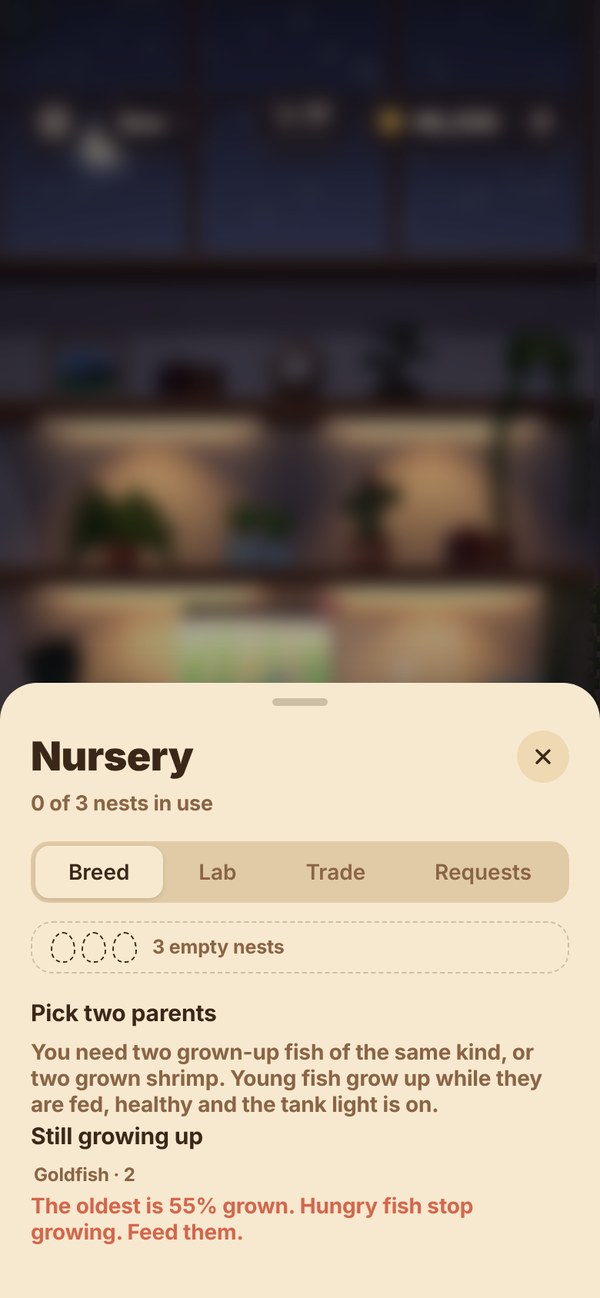 Nursery
0 of 3 nests in use
Breed
Lab
Trade
Requests
3 empty nests
Pick two parents
You need two grown-up fish of the same kind, or
two grown shrimp. Young fish grow up while they
are fed, healthy and the tank light is on.
Still growing up
Goldfish · 2
The oldest is 55% grown. Hungry fish stop
growing. Feed them.